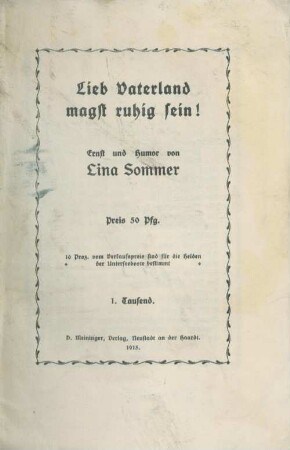 Lieb Vaterland
magst ruhig sein!
Ernst und Humor von
Lina Sommer
Preis 50 Pfg.
10 Proz. vom Verkaufspreis sind für die Helden
der Unterseeboote bestimmt
1. Tausend.
D. Meininger, Verlag, Neustadt an der Haardt.
1915.